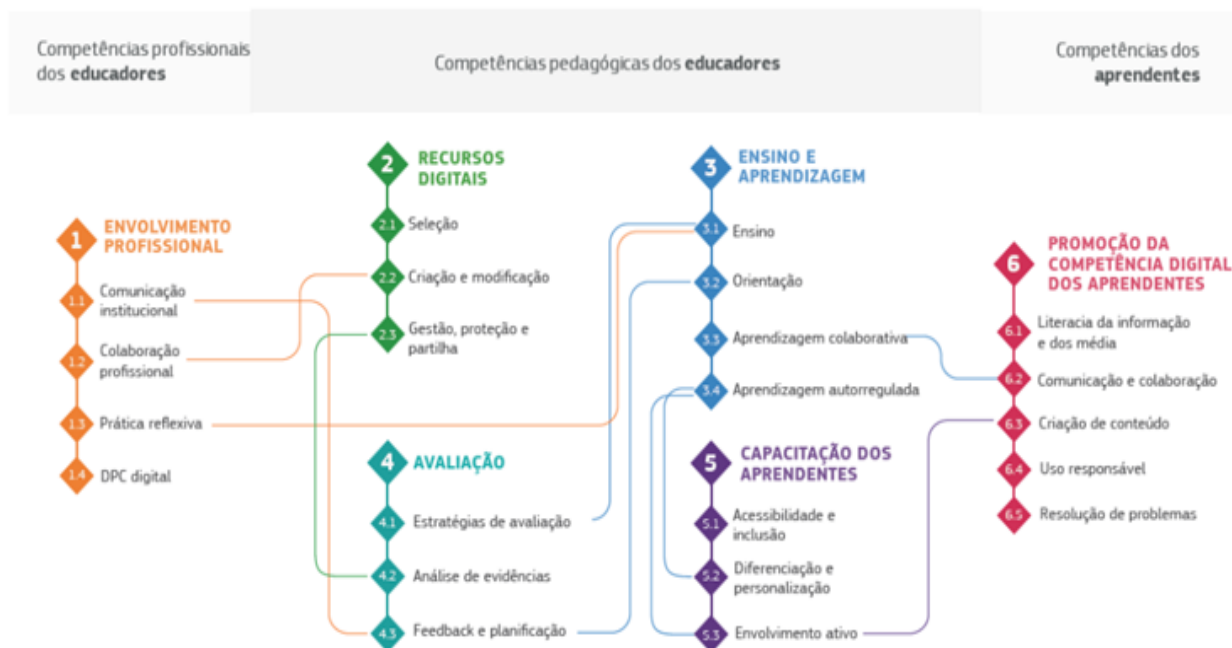 Competências profissionais
dos educadores
Competências pedagógicas dos educadores
Competências dos
aprendentes
1
ENVOLVIMENTO
PROFISSIONAL
1.1
Comunicação
institucional
1.2
Colaboração
profissional
1.3
Prática reflexiva
1.4
DPC digital
2
RECURSOS
DIGITAIS
2.1
Seleção
2.2
Criação e modificação
2.3
Gestão, proteção e
partilha
3
ENSINO E
APRENDIZAGEM
3.1
Ensino
3.2
Orientação
3.3
Aprendizagem colaborativa
3.4
Aprendizagem autorregulada
4
AVALIAÇÃO
4.1
Estratégias de avaliação
4.2
Análise de evidências
4.3
Feedback e planificação
5
CAPACITAÇÃO DOS
APRENDENTES
5.1
Acessibilidade e
inclusão
5.2
Diferenciação e
personalização
5.3
Envolvimento ativo
6
PROMOÇÃO DA
COMPETÊNCIA DIGITAL
DOS APRENDENTES
6.1
Literacia da informação
e dos média
6.2
Comunicação e colaboração
6.3
Criação de conteúdo
6.4
Uso responsável
6.5
Resolução de problemas